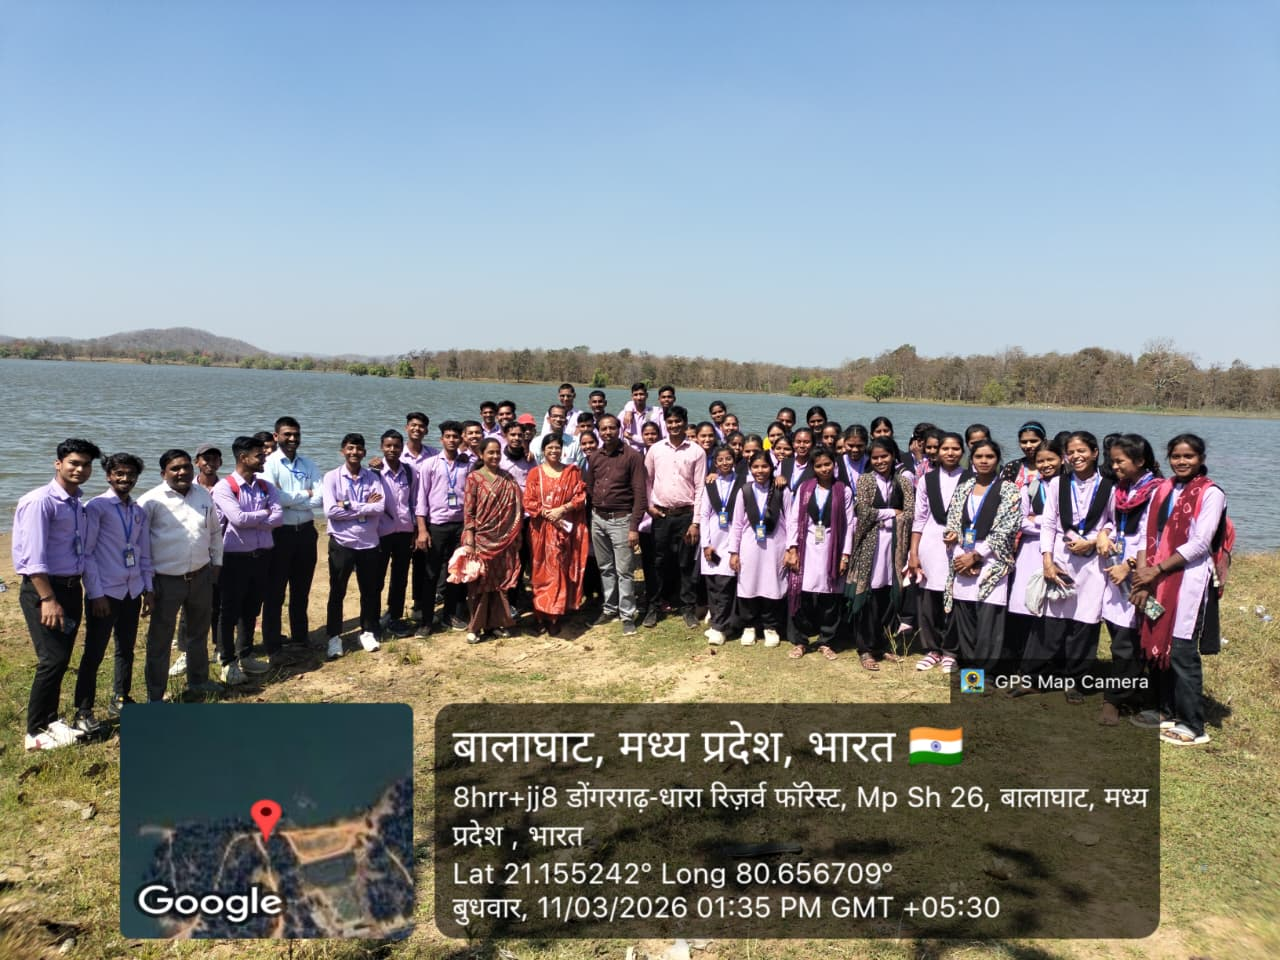 GPS Map Camera
बालाघाट, मध्य प्रदेश, भारत
8hrr+jj8 डोंगरगढ़-धारा रिज़र्व फॉरेस्ट, Mp Sh 26, बालाघाट, मध्य
प्रदेश , भारत
Lat 21.155242° Long 80.656709°
बुधवार, 11/03/2026 01:35 PM GMT +05:30
Google